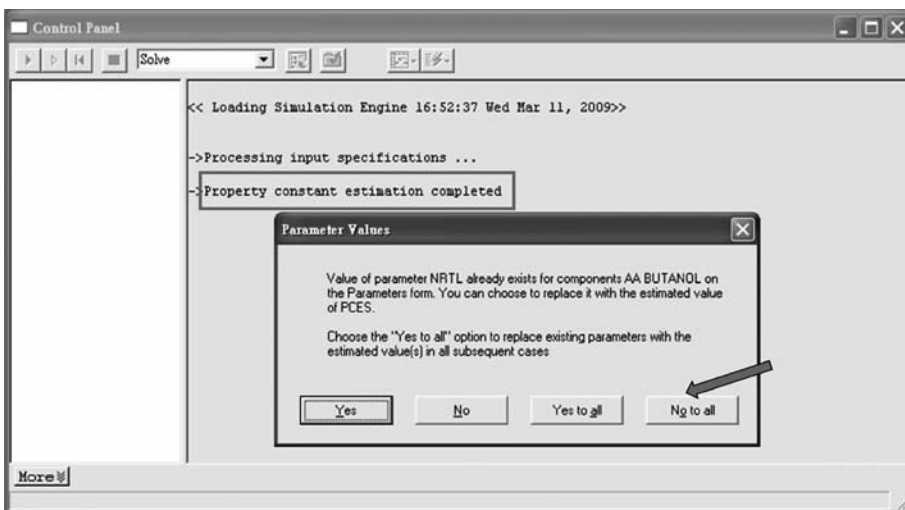 Control Panel
Solve
<< Loading Simulation Engine 16:52:37 Wed Mar 11, 2009>>
->Processing input specifications ...
->Property constant estimation completed
Parameter Values
Value of parameter NRTL already exists for components AA BUTANOL on
the Parameters form. You can choose to replace it with the estimated value
of PCES.
Choose the "Yes to all" option to replace existing parameters with the
estimated value(s) in all subsequent cases
Yes
No
Yes to all
No to all
More